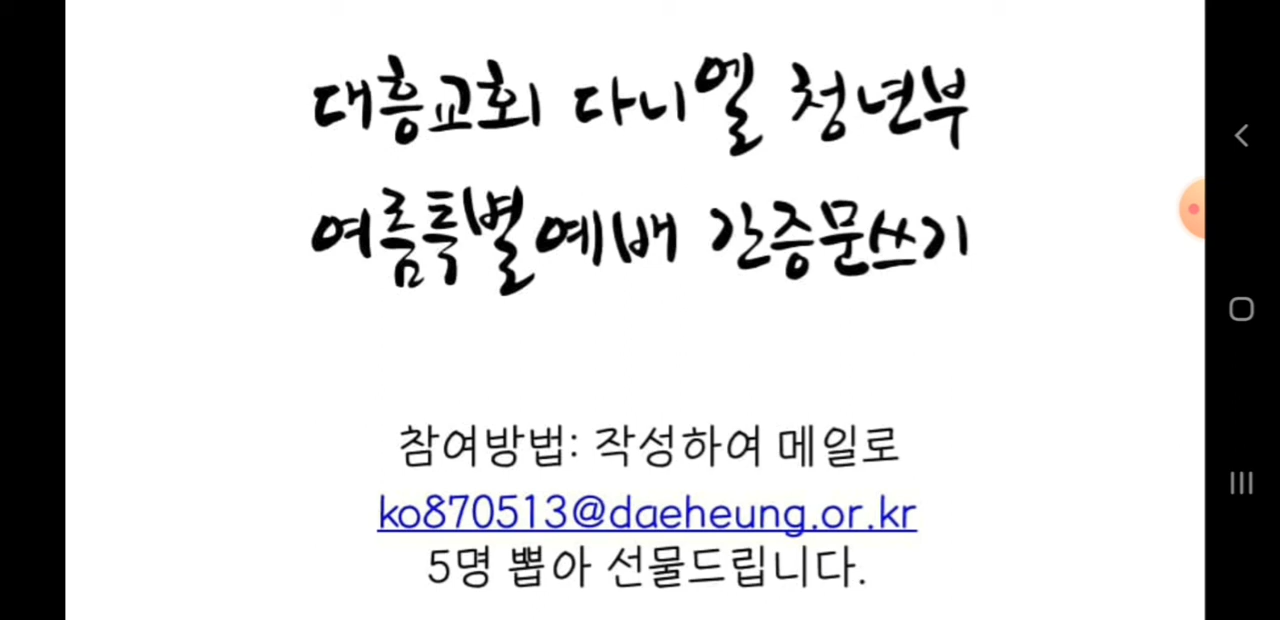 대흥교회 다니엘 청년부
여름특별예배 간증문쓰기
참여방법: 작성하여 메일로
ko870513@daeheung.or.kr
5명 뽑아 선물드립니다.